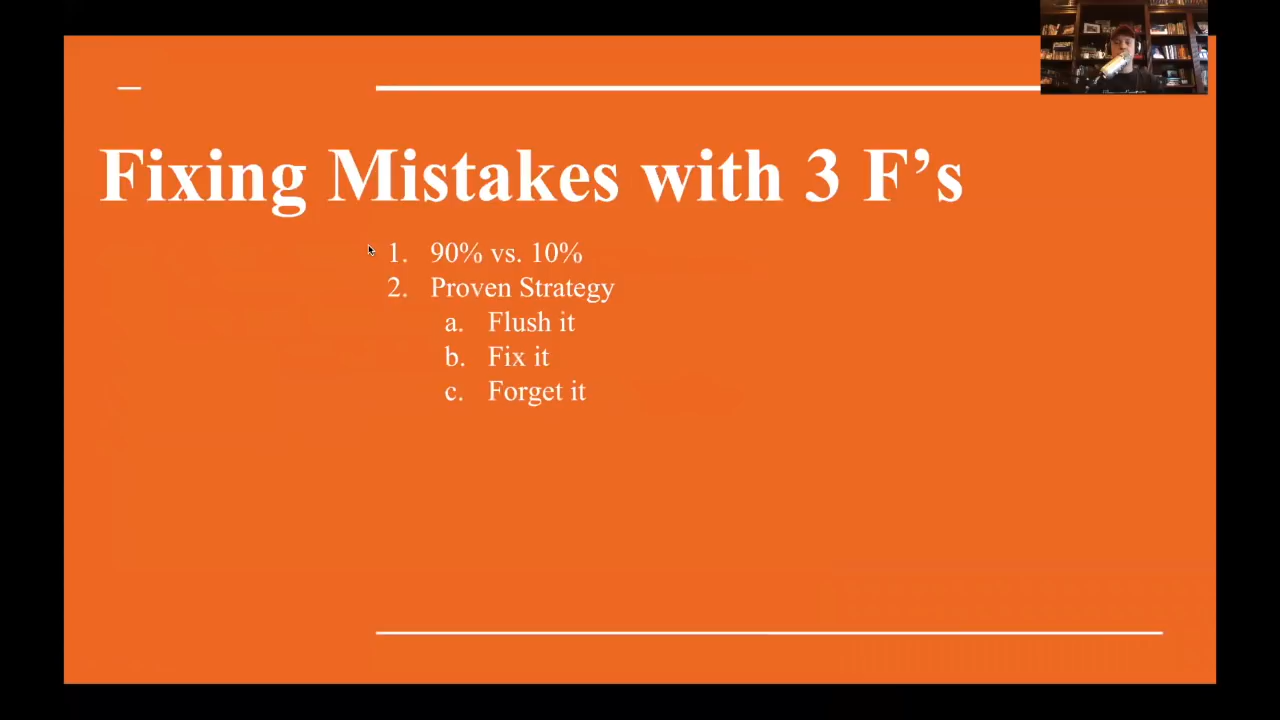 Fixing Mistakes with 3 F’s
1. 90% vs. 10%
2. Proven Strategy
a. Flush it
b. Fix it
c. Forget it